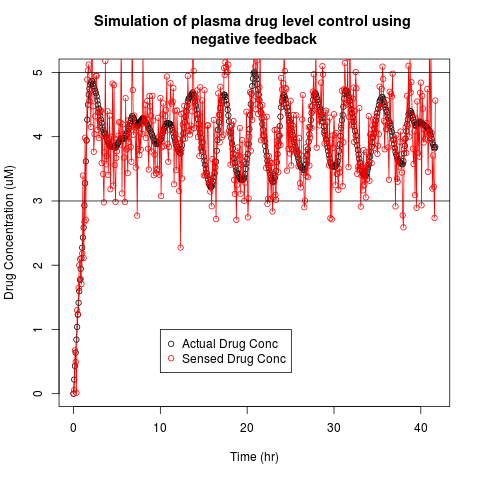 Simulation of plasma drug level control using
negative feedback
Drug Concentration (uM)
5
4
3
2
1
0
Actual Drug Conc
Sensed Drug Conc
0 10 20 30 40
Time (hr)